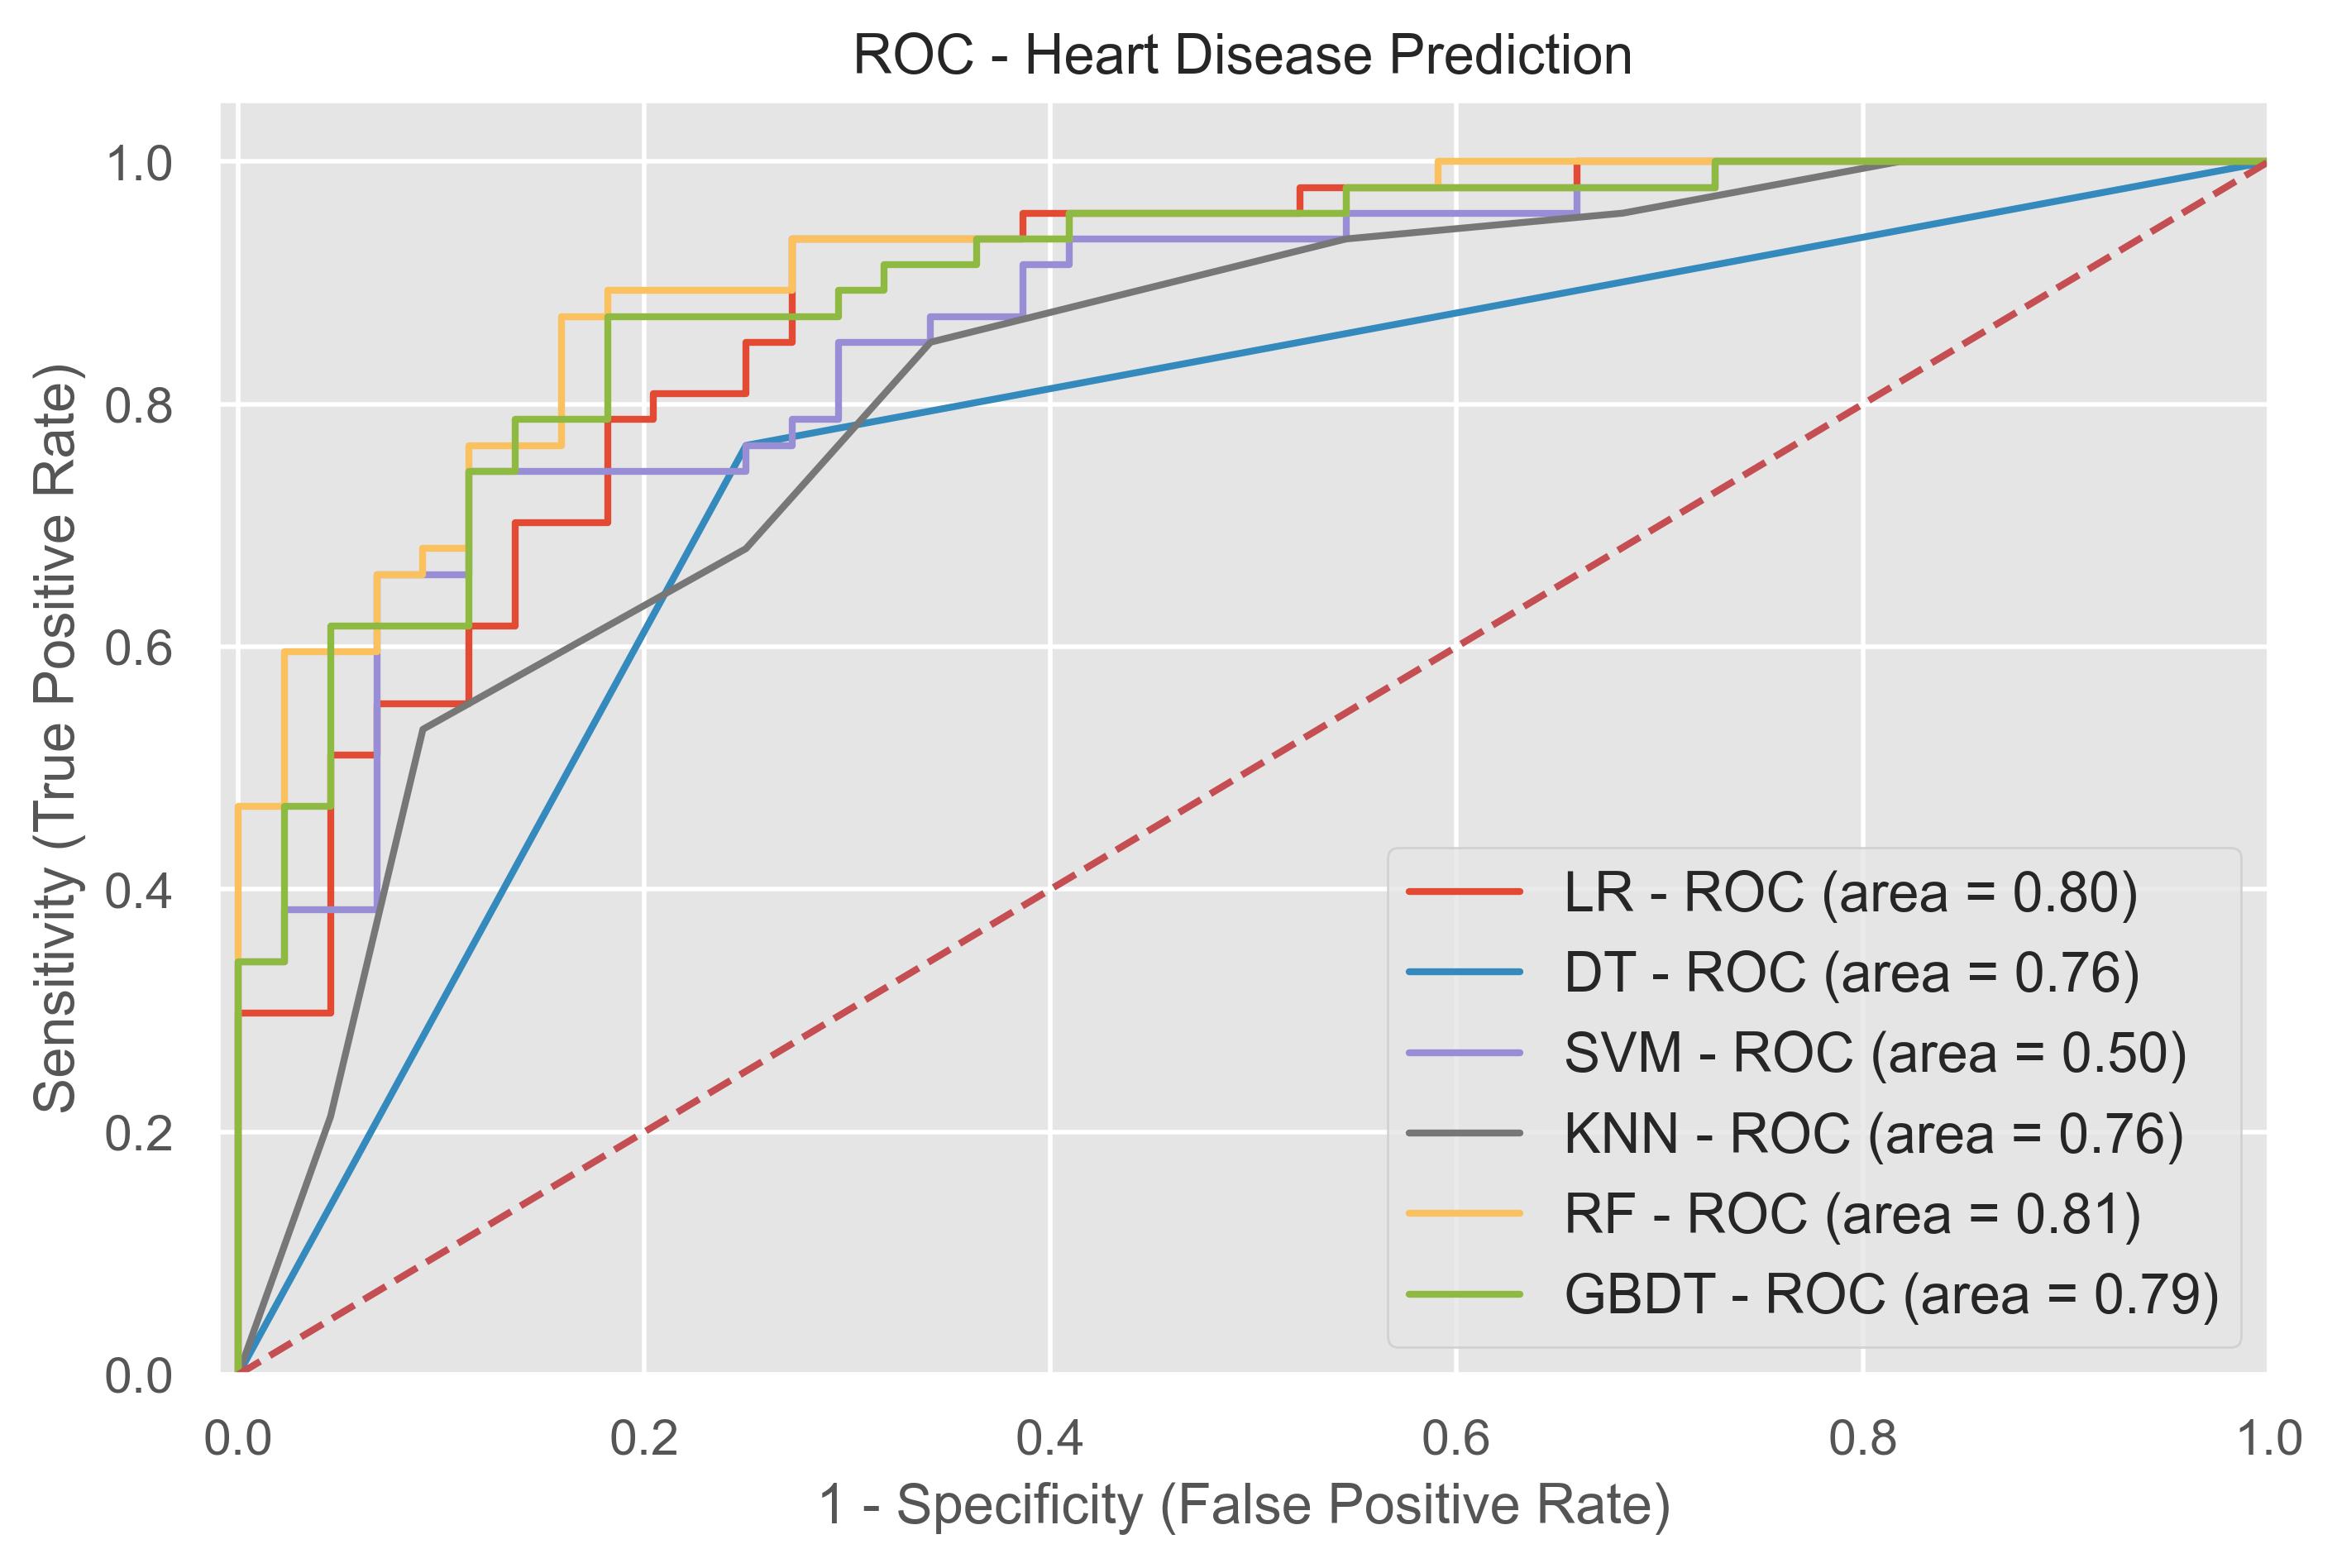 ROC - Heart Disease Prediction
Sensitivity (True Positive Rate)
1.0
0.8
0.6
0.4
0.2
0.0
LR - ROC (area = 0.80)
DT - ROC (area = 0.76)
SVM - ROC (area = 0.50)
KNN - ROC (area = 0.76)
RF - ROC (area = 0.81)
GBDT - ROC (area = 0.79)
0.0 0.2 0.4 0.6 0.8 1.0
1 - Specificity (False Positive Rate)